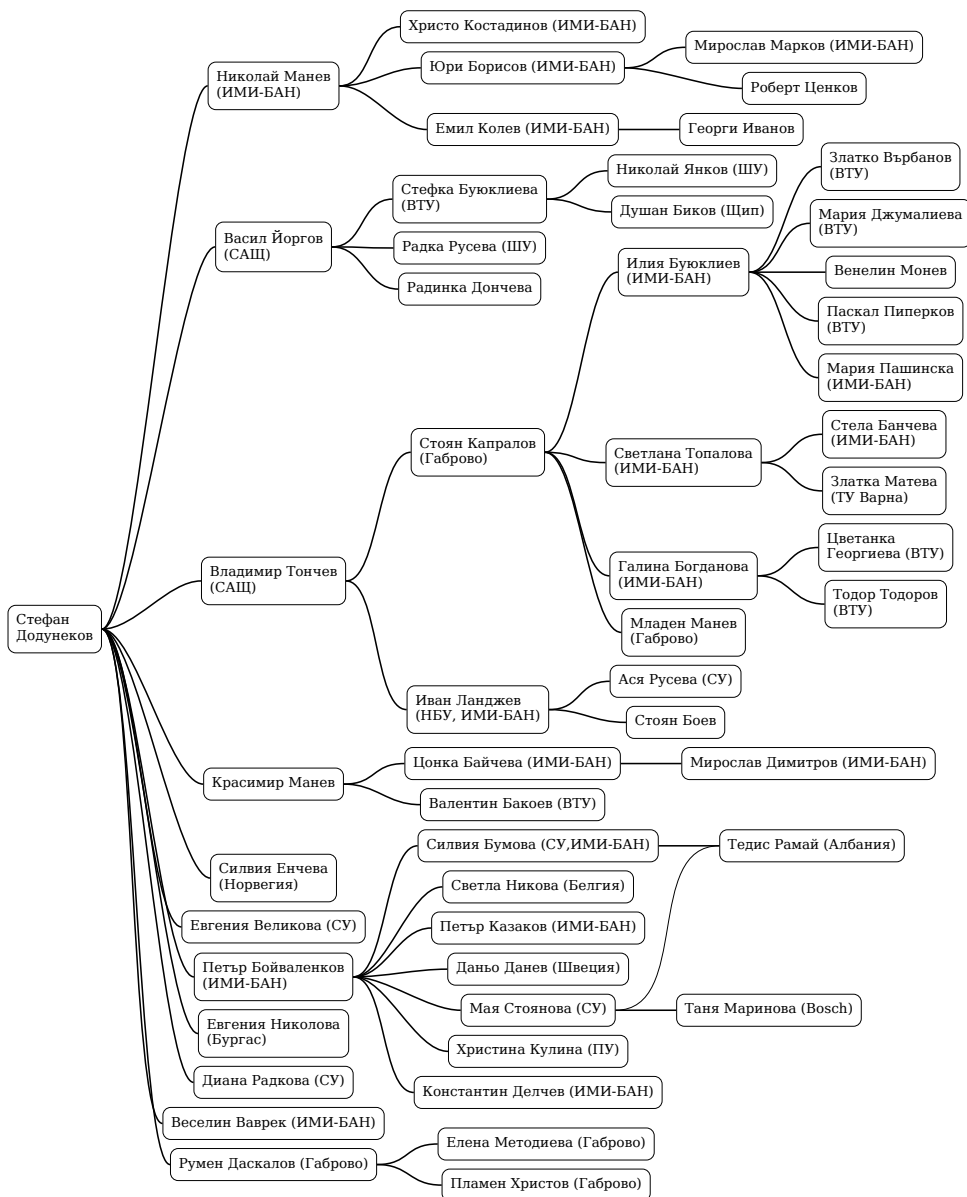 Христо Костадинов (ИМИ-БАН)
Мирослав Марков (ИМИ-БАН)
Юри Борисов (ИМИ-БАН)
Николай Манев
(ИМИ-БАН)
Роберт Ценков
Емил Колев (ИМИ-БАН)
Георги Иванов
Златко Върбанов
(ВТУ)
Николай Янков (ШУ)
Стефка Буюклиева
(ВТУ)
Душан Биков (Щип)
Мария Джумалиева
(ВТУ)
Васил Йоргов
(САЩ)
Радка Русева (ШУ)
Илия Буюклиев
(ИМИ-БАН)
Венелин Монев
Радинка Дончева
Паскал Пиперков
(ВТУ)
Мария Пашинска
(ИМИ-БАН)
Стоян Капралов
(Габрово)
Стела Банчева
(ИМИ-БАН)
Светлана Топалова
(ИМИ-БАН)
Златка Матева
(ТУ Варна)
Цветанка
Георгиева (ВТУ)
Владимир Тончев
(САЩ)
Галина Богданова
(ИМИ-БАН)
Тодор Тодоров
(ВТУ)
Стефан
Додунеков
Младен Манев
(Габрово)
Ася Русева (СУ)
Иван Ланджев
(НБУ, ИМИ-БАН)
Стоян Боев
Цонка Байчева (ИМИ-БАН)
Мирослав Димитров (ИМИ-БАН)
Красимир Манев
Валентин Бакоев (ВТУ)
Силвия Бумова (СУ,ИМИ-БАН)
Тедис Рамай (Албания)
Силвия Енчева
(Норвегия)
Светла Никова (Белгия)
Евгения Великова (СУ)
Петър Казаков (ИМИ-БАН)
Петър Бойваленков
(ИМИ-БАН)
Даньо Данев (Швеция)
Мая Стоянова (СУ)
Таня Маринова (Bosch)
Евгения Николова
(Бургас)
Христина Кулина (ПУ)
Диана Радкова (СУ)
Константин Делчев (ИМИ-БАН)
Веселин Ваврек (ИМИ-БАН)
Елена Методиева (Габрово)
Румен Даскалов (Габрово)
Пламен Христов (Габрово)